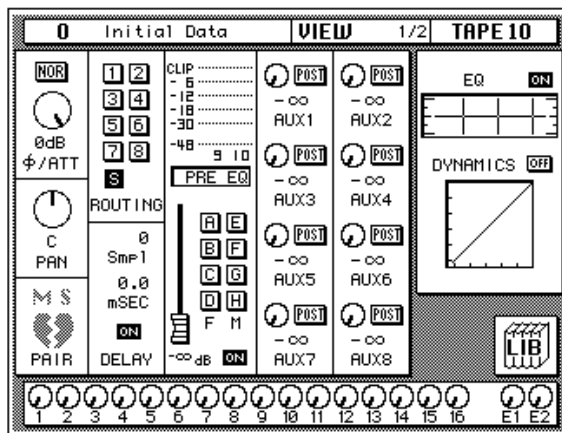 0 Initial Data VIEW 1/2 TAPE 10
NOR
0dB
ϕ/ATT
C
PAN
M S
PAIR
1 2
3 4
5 6
7 8
S
ROUTING
0
Smpl
0.0
mSEC
ON
DELAY
CLIP
- 6
-12
-18
-30
-48
9 10
PRE EQ
A E
B F
C G
D H
F M
-∞ dB ON
POST POST
-∞ -∞
AUX1 AUX2
POST POST
-∞ -∞
AUX3 AUX4
POST POST
-∞ -∞
AUX5 AUX6
POST POST
-∞ -∞
AUX7 AUX8
EQ ON
DYNAMICS OFF
LIB
1 2 3 4 5 6 7 8 9 10 11 12 13 14 15 16 E1 E2